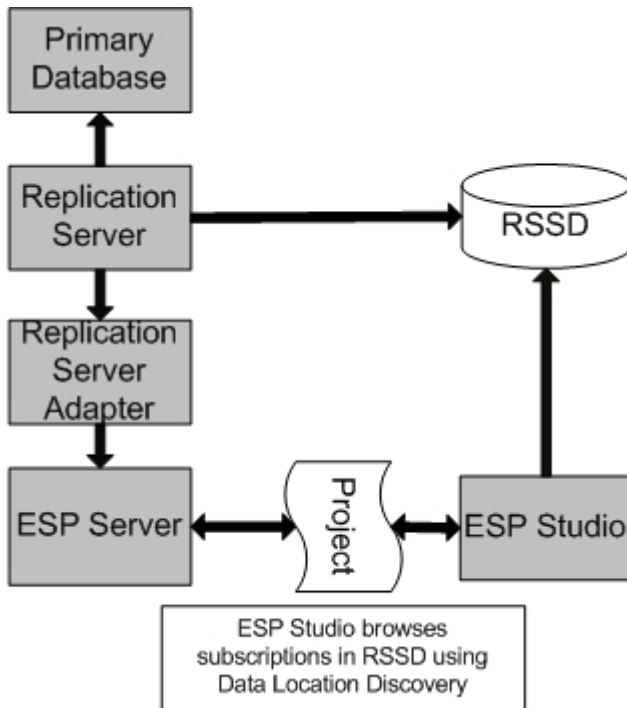 Primary
Database
Replication
Server
RSSD
Replication
Server
Adapter
ESP Server
Project
ESP Studio
ESP Studio browses
subscriptions in RSSD using
Data Location Discovery